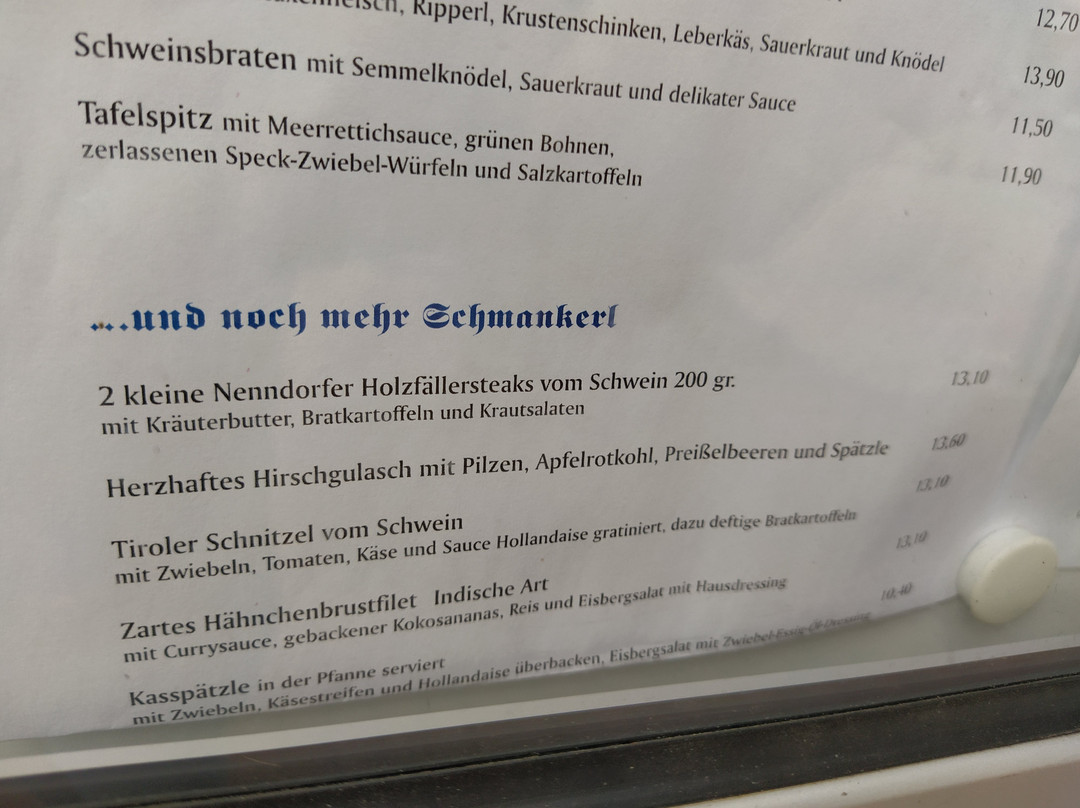 Ripperl, Krustenschinken, Leberkäs, Sauerkraut und Knödel 12,70
Schweinsbraten mit Semmelknödel, Sauerkraut und delikater Sauce 13,90
Tafelspitz mit Meerrettichsauce, grünen Bohnen, 11,50
zerlassenen Speck-Zwiebel-Würfeln und Salzkartoffeln 11,90
....und noch mehr Schmankerl
2 kleine Nenndorfer Holzfällersteaks vom Schwein 200 gr. 13,10
mit Kräuterbutter, Bratkartoffeln und Krautsalaten
Herzhaftes Hirschgulasch mit Pilzen, Apfelrotkohl, Preißelbeeren und Spätzle 13,60
Tiroler Schnitzel vom Schwein 13,10
mit Zwiebeln, Tomaten, Käse und Sauce Hollandaise gratiniert, dazu deftige Bratkartoffeln
Zartes Hähnchenbrustfilet Indische Art 13,10
mit Currysauce, gebackener Kokosananas, Reis und Eisbergsalat mit Hausdressing
Kasspätzle in der Pfanne serviert 10,40
mit Zwiebeln, Käsestreifen und Hollandaise überbacken, Eisbergsalat mit Zwiebel-Essig-Öl-Dressing